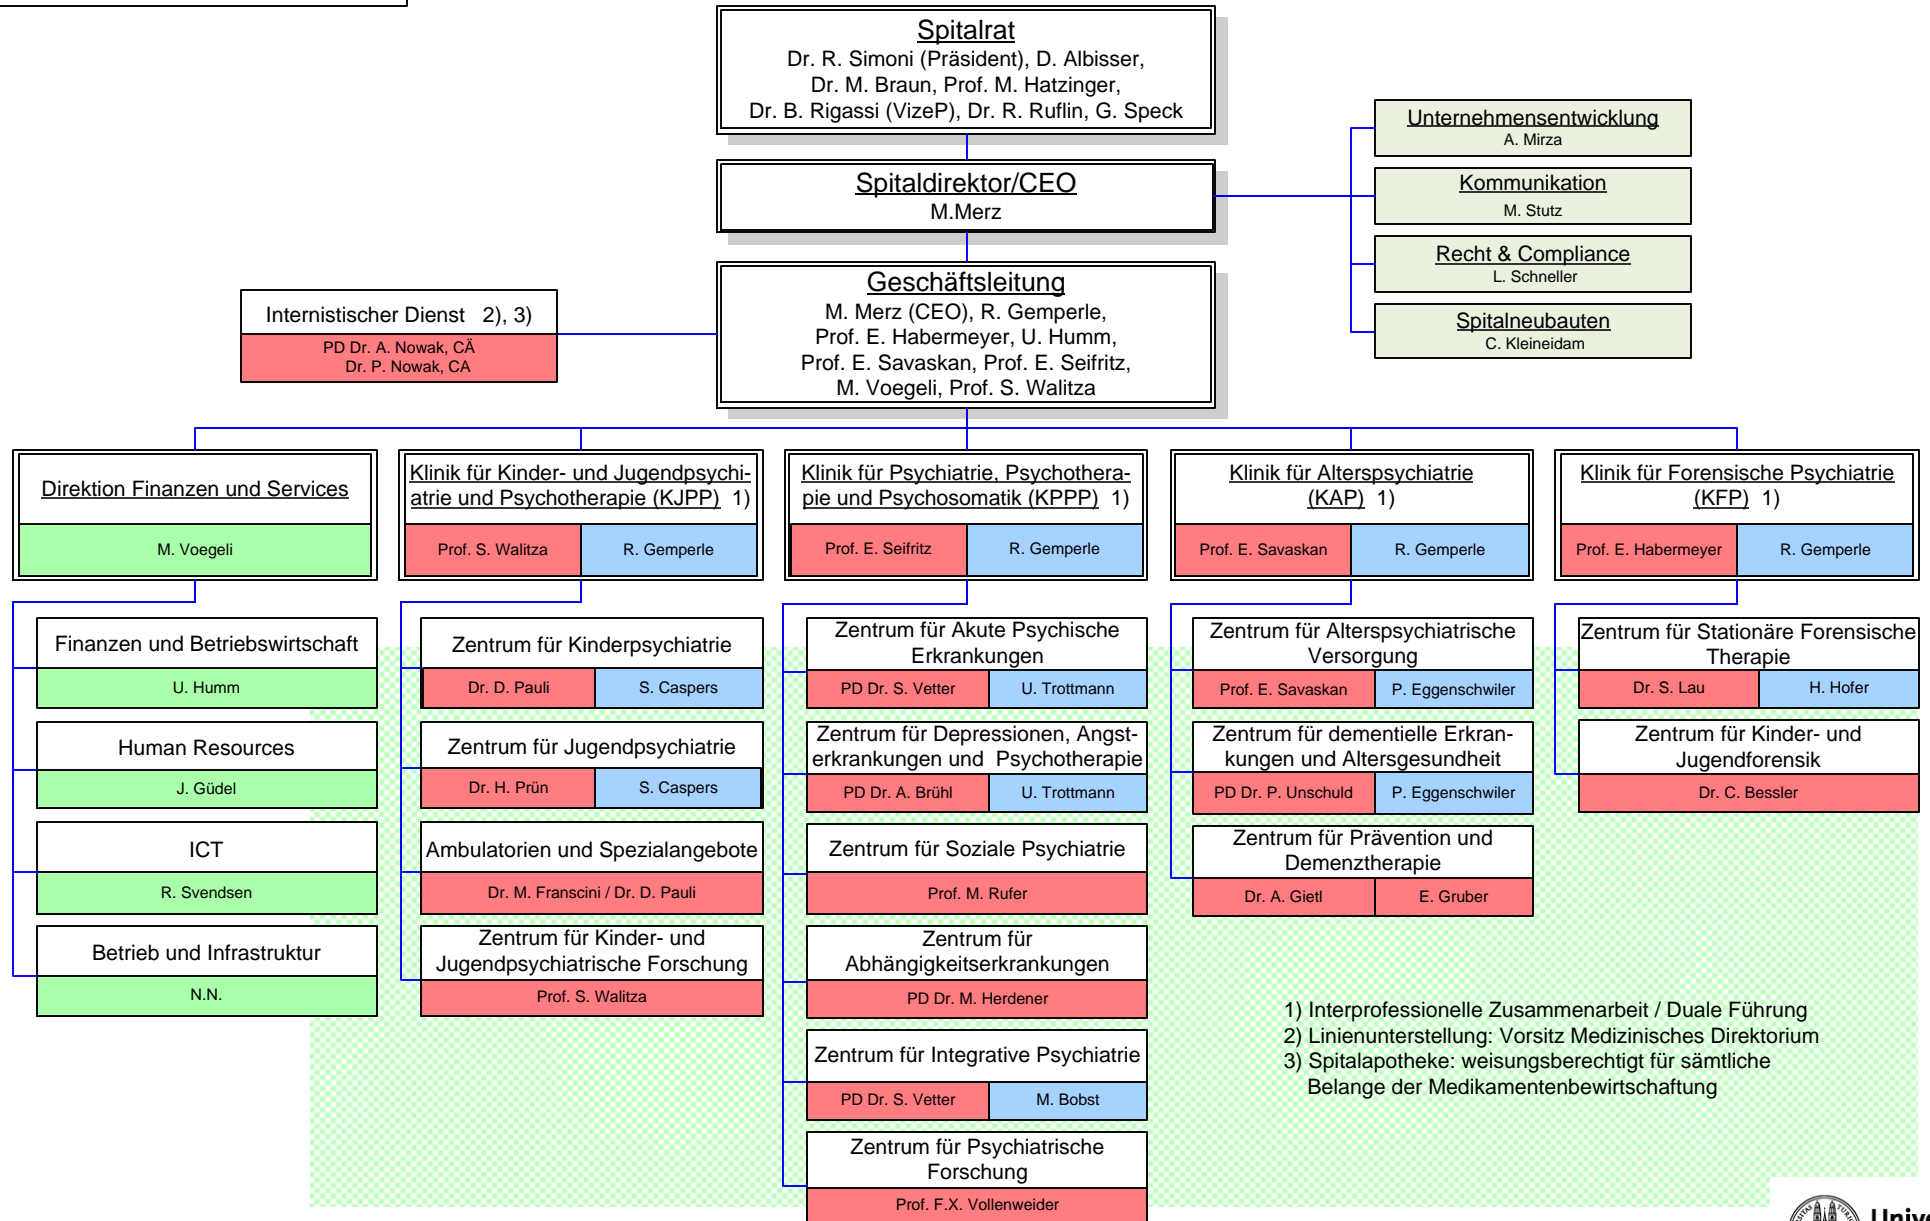 Spitalrat
Dr. R. Simoni (Präsident), D. Albisser,
Dr. M. Braun, Prof. M. Hatzinger,
Dr. B. Rigassi (VizeP), Dr. R. Ruflin, G. Speck
Unternehmensentwicklung
A. Mirza
Spitaldirektor/CEO
M.Merz
Kommunikation
M. Stutz
Recht & Compliance
L. Schneller
Spitalneubauten
C. Kleineidam
Geschäftsleitung
M. Merz (CEO), R. Gemperle,
Prof. E. Habermeyer, U. Humm,
Prof. E. Savaskan, Prof. E. Seifritz,
M. Voegeli, Prof. S. Walitza
Internistischer Dienst 2), 3)
PD Dr. A. Nowak, CÄ
Dr. P. Nowak, CA
Direktion Finanzen und Services
M. Voegeli
Finanzen und Betriebswirtschaft
U. Humm
Human Resources
J. Güdel
ICT
R. Svendsen
Betrieb und Infrastruktur
N.N.
Klinik für Kinder- und Jugendpsychi-
atrie und Psychotherapie (KJPP) 1)
Prof. S. Walitza
R. Gemperle
Zentrum für Kinderpsychiatrie
Dr. D. Pauli
S. Caspers
Zentrum für Jugendpsychiatrie
Dr. H. Prün
S. Caspers
Ambulatorien und Spezialangebote
Dr. M. Franscini / Dr. D. Pauli
Zentrum für Kinder- und
Jugendpsychiatrische Forschung
Prof. S. Walitza
Klinik für Psychiatrie, Psychothera-
pie und Psychosomatik (KPPP) 1)
Prof. E. Seifritz
R. Gemperle
Zentrum für Akute Psychische
Erkrankungen
PD Dr. S. Vetter
U. Trottmann
Zentrum für Depressionen, Angst-
erkrankungen und Psychotherapie
PD Dr. A. Brühl
U. Trottmann
Zentrum für Soziale Psychiatrie
Prof. M. Rufer
Zentrum für
Abhängigkeitserkrankungen
PD Dr. M. Herdener
Zentrum für Integrative Psychiatrie
PD Dr. S. Vetter
M. Bobst
Zentrum für Psychiatrische
Forschung
Prof. F.X. Vollenweider
Klinik für Alterspsychiatrie
(KAP) 1)
Prof. E. Savaskan
R. Gemperle
Zentrum für Alterspsychiatrische
Versorgung
Prof. E. Savaskan
P. Eggenschwiler
Zentrum für dementielle Erkran-
kungen und Altersgesundheit
PD Dr. P. Unschuld
P. Eggenschwiler
Zentrum für Prävention und
Demenztherapie
Dr. A. Gietl
E. Gruber
Klinik für Forensische Psychiatrie
(KFP) 1)
Prof. E. Habermeyer
R. Gemperle
Zentrum für Stationäre Forensische
Therapie
Dr. S. Lau
H. Hofer
Zentrum für Kinder- und
Jugendforensik
Dr. C. Bessler
1) Interprofessionelle Zusammenarbeit / Duale Führung
2) Linienunterstellung: Vorsitz Medizinisches Direktorium
3) Spitalapotheke: weisungsberechtigt für sämtliche
Belange der Medikamentenbewirtschaftung